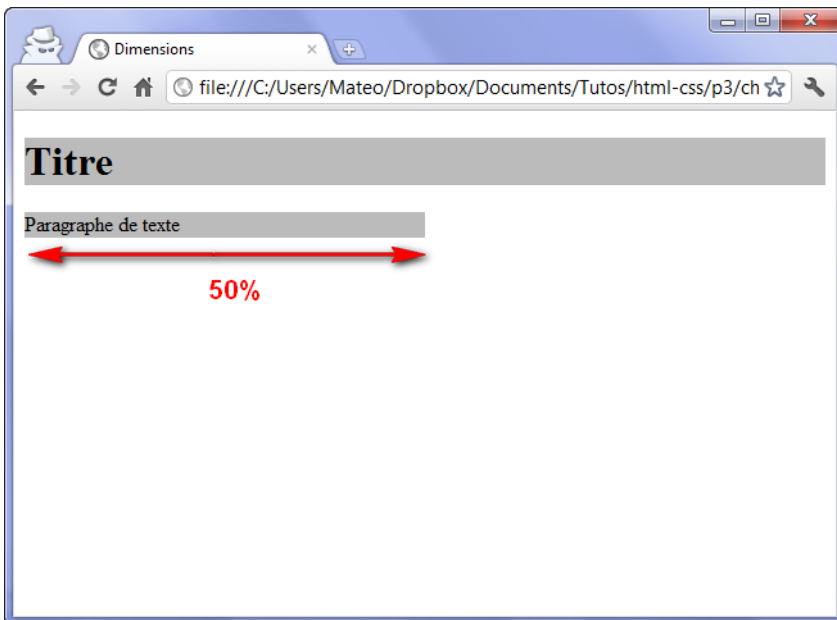 Dimensions
file:///C:/Users/Mateo/Dropbox/Documents/Tutos/html-css/p3/ch
Titre
Paragraphe de texte
50%